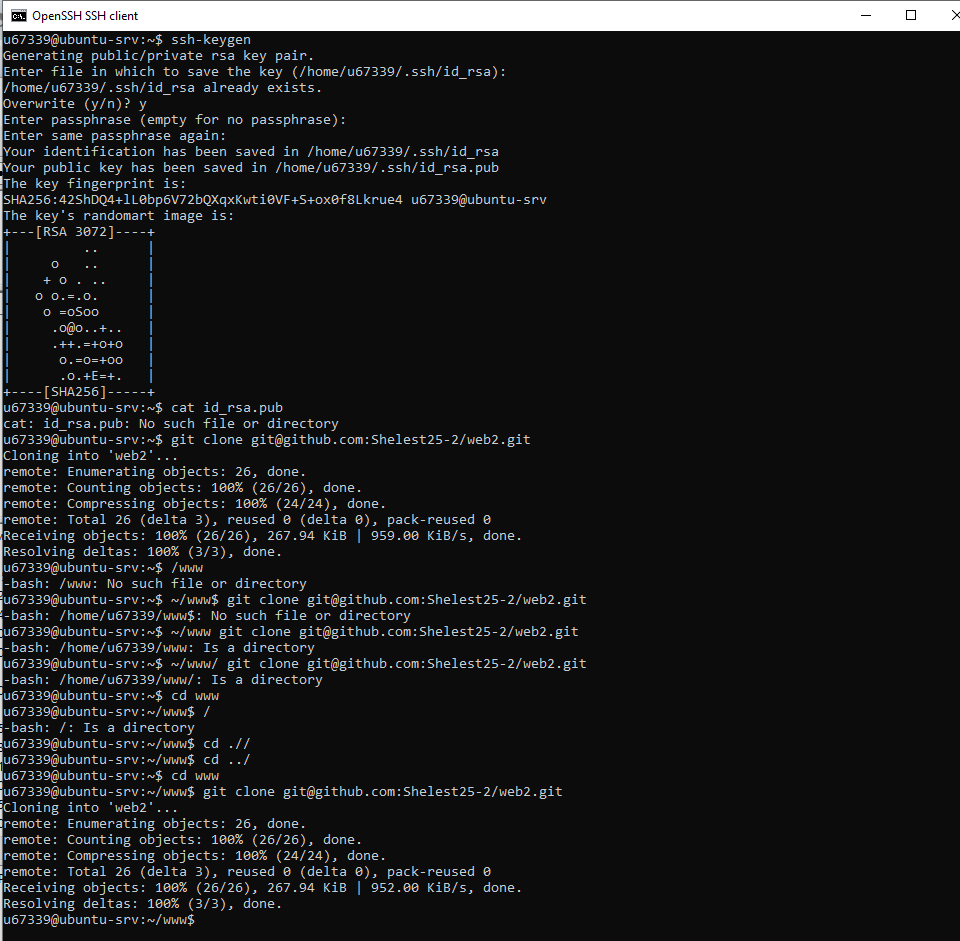 OpenSSH SSH client
u67339@ubuntu-srv:~$ ssh-keygen
Generating public/private rsa key pair.
Enter file in which to save the key (/home/u67339/.ssh/id_rsa):
/home/u67339/.ssh/id_rsa already exists.
Overwrite (y/n)? y
Enter passphrase (empty for no passphrase):
Enter same passphrase again:
Your identification has been saved in /home/u67339/.ssh/id_rsa
Your public key has been saved in /home/u67339/.ssh/id_rsa.pub
The key fingerprint is:
SHA256:42ShDQ4+lL0bp6V72bQXqxKwti0VF+S+ox0f8Lkrue4 u67339@ubuntu-srv
The key's randomart image is:
+---[RSA 3072]----+
|         ..      |
|     o   ..      |
|    + o . ..     |
|   o o.=.o.      |
|    o =oSoo      |
|     .o@o..+..   |
|     .++.=+o+o   |
|      o.=o=+oo   |
|      .o.+E=+.   |
+----[SHA256]-----+
u67339@ubuntu-srv:~$ cat id_rsa.pub
cat: id_rsa.pub: No such file or directory
u67339@ubuntu-srv:~$ git clone git@github.com:Shelest25-2/web2.git
Cloning into 'web2'...
remote: Enumerating objects: 26, done.
remote: Counting objects: 100% (26/26), done.
remote: Compressing objects: 100% (24/24), done.
remote: Total 26 (delta 3), reused 0 (delta 0), pack-reused 0
Receiving objects: 100% (26/26), 267.94 KiB | 959.00 KiB/s, done.
Resolving deltas: 100% (3/3), done.
u67339@ubuntu-srv:~$ /www
-bash: /www: No such file or directory
u67339@ubuntu-srv:~$ ~/www$ git clone git@github.com:Shelest25-2/web2.git
-bash: /home/u67339/www$: No such file or directory
u67339@ubuntu-srv:~$ ~/www git clone git@github.com:Shelest25-2/web2.git
-bash: /home/u67339/www: Is a directory
u67339@ubuntu-srv:~$ ~/www/ git clone git@github.com:Shelest25-2/web2.git
-bash: /home/u67339/www/: Is a directory
u67339@ubuntu-srv:~$ cd www
u67339@ubuntu-srv:~/www$ /
-bash: /: Is a directory
u67339@ubuntu-srv:~/www$ cd .//
u67339@ubuntu-srv:~/www$ cd ../
u67339@ubuntu-srv:~$ cd www
u67339@ubuntu-srv:~/www$ git clone git@github.com:Shelest25-2/web2.git
Cloning into 'web2'...
remote: Enumerating objects: 26, done.
remote: Counting objects: 100% (26/26), done.
remote: Compressing objects: 100% (24/24), done.
remote: Total 26 (delta 3), reused 0 (delta 0), pack-reused 0
Receiving objects: 100% (26/26), 267.94 KiB | 952.00 KiB/s, done.
Resolving deltas: 100% (3/3), done.
u67339@ubuntu-srv:~/www$